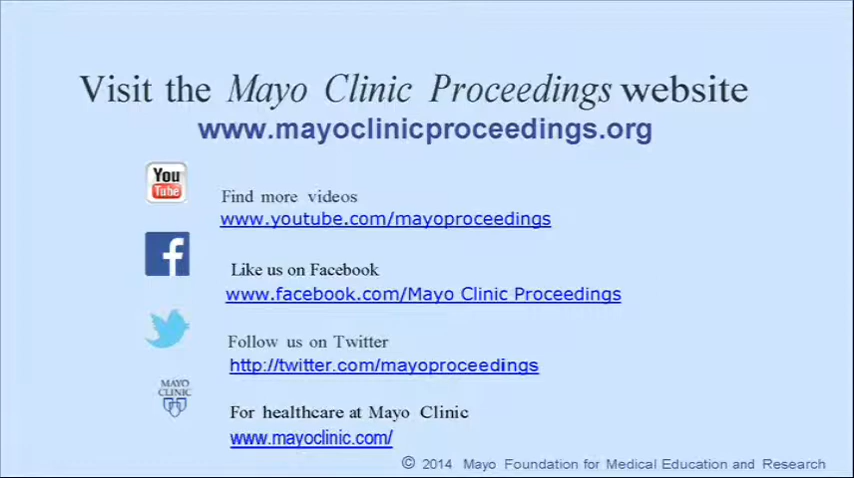 Visit the Mayo Clinic Proceedings website
www.mayoclinicproceedings.org
You
Tube
Find more videos
www.youtube.com/mayoproceedings
f
Like us on Facebook
www.facebook.com/Mayo Clinic Proceedings
Follow us on Twitter
http://twitter.com/mayoproceedings
MAYO
CLINIC
For healthcare at Mayo Clinic
www.mayoclinic.com/
© 2014 Mayo Foundation for Medical Education and Research